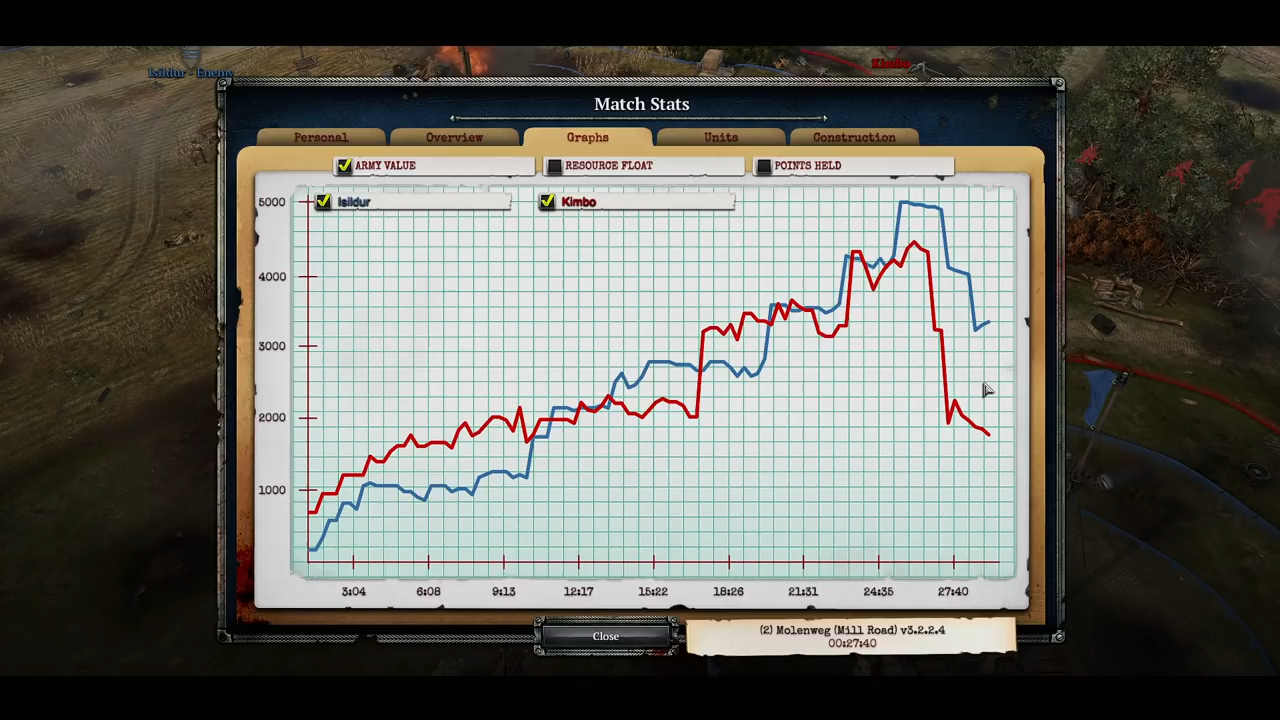 Isildur - Enemy
Kimbo
Match Stats
Personal
Overview
Graphs
Units
Construction
ARMY VALUE
RESOURCE FLOAT
POINTS HELD
Isildur
Kimbo
5000
4000
3000
2000
1000
3:04
6:08
9:13
12:17
15:22
18:26
21:31
24:35
27:40
Close
(2) Molenweg (Mill Road) v3.2.2.4
00:27:40